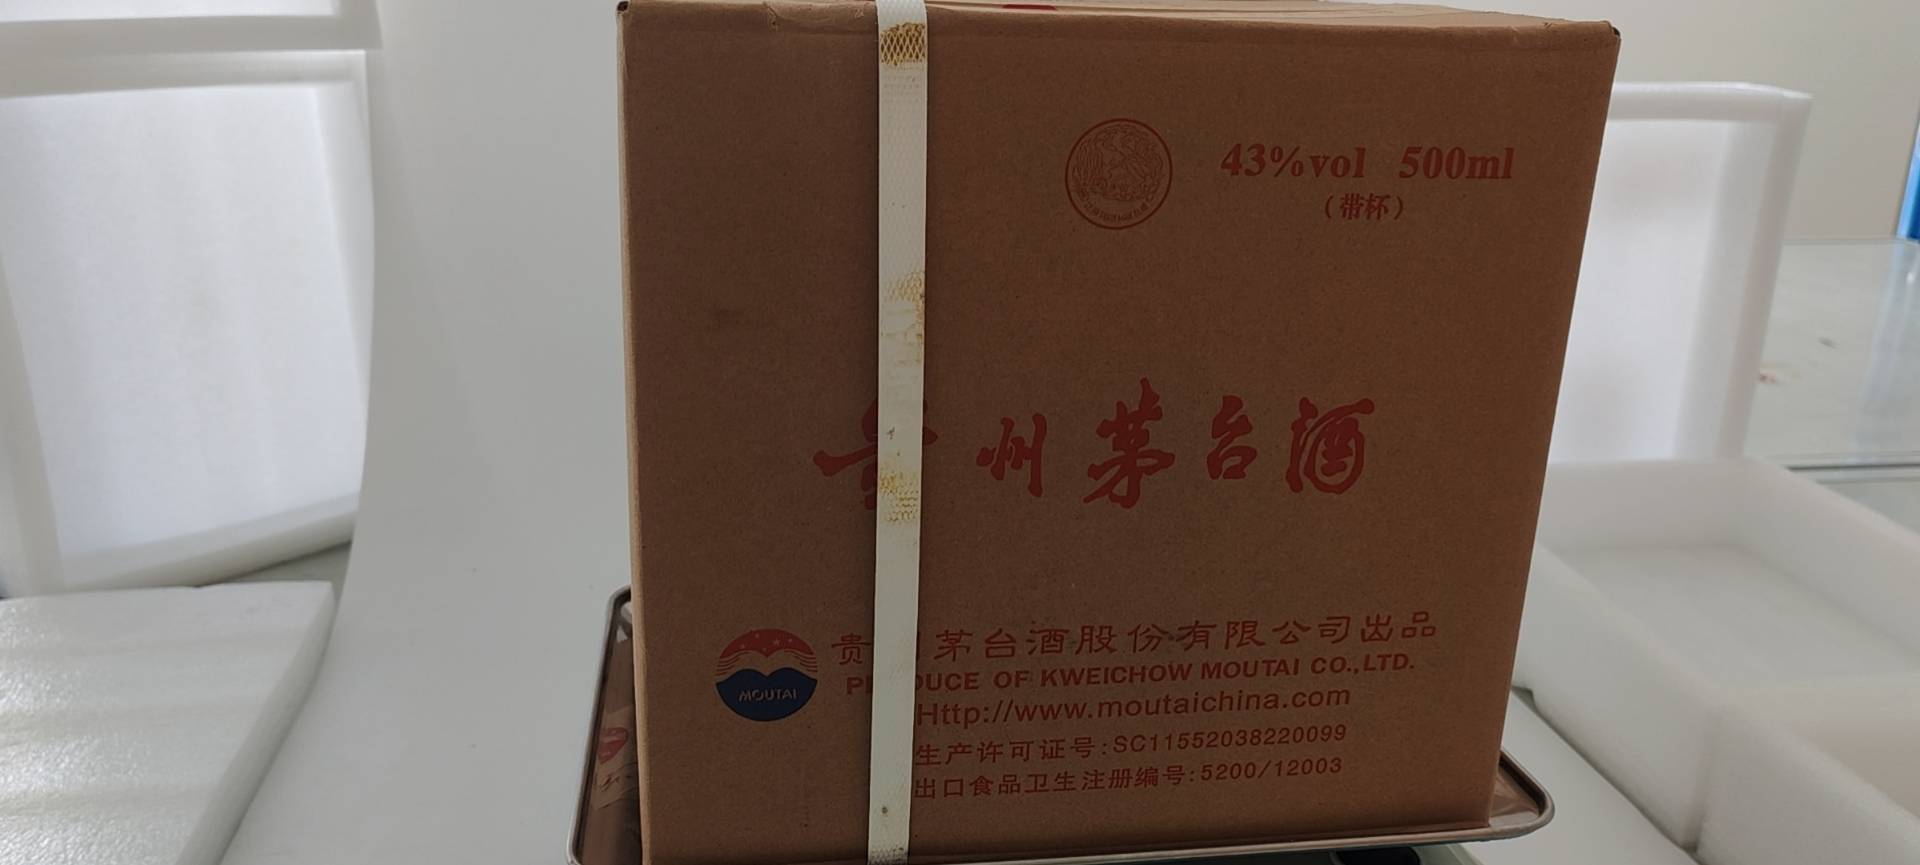 43%vol 500ml
（带杯）
州茅台酒
贵 茅台酒股份有限公司出品
OF KWEICHOW MOUTAI CO.,LTD.
MOUTAI
Http://www.moutaichina.com
生产许可证号:SC11552038220099
出口食品卫生注册编号:5200/12003